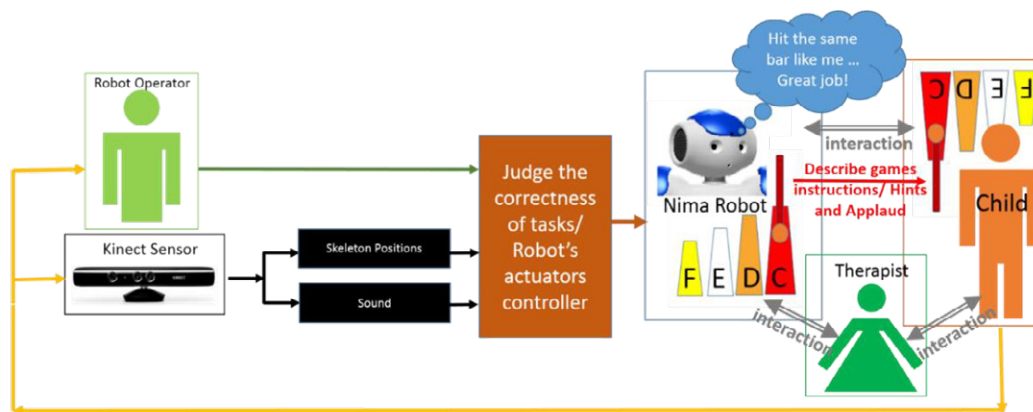 Robot Operator
Kinect Sensor
Skeleton Positions
Sound
Judge the
correctness
of tasks/
Robot's
actuators
controller
Hit the same
bar like me ...
Great job!
Nima Robot
F E D C
interaction
Describe games
instructions/ Hints
and Applaud
C D E F
Child
Therapist
interaction
interaction